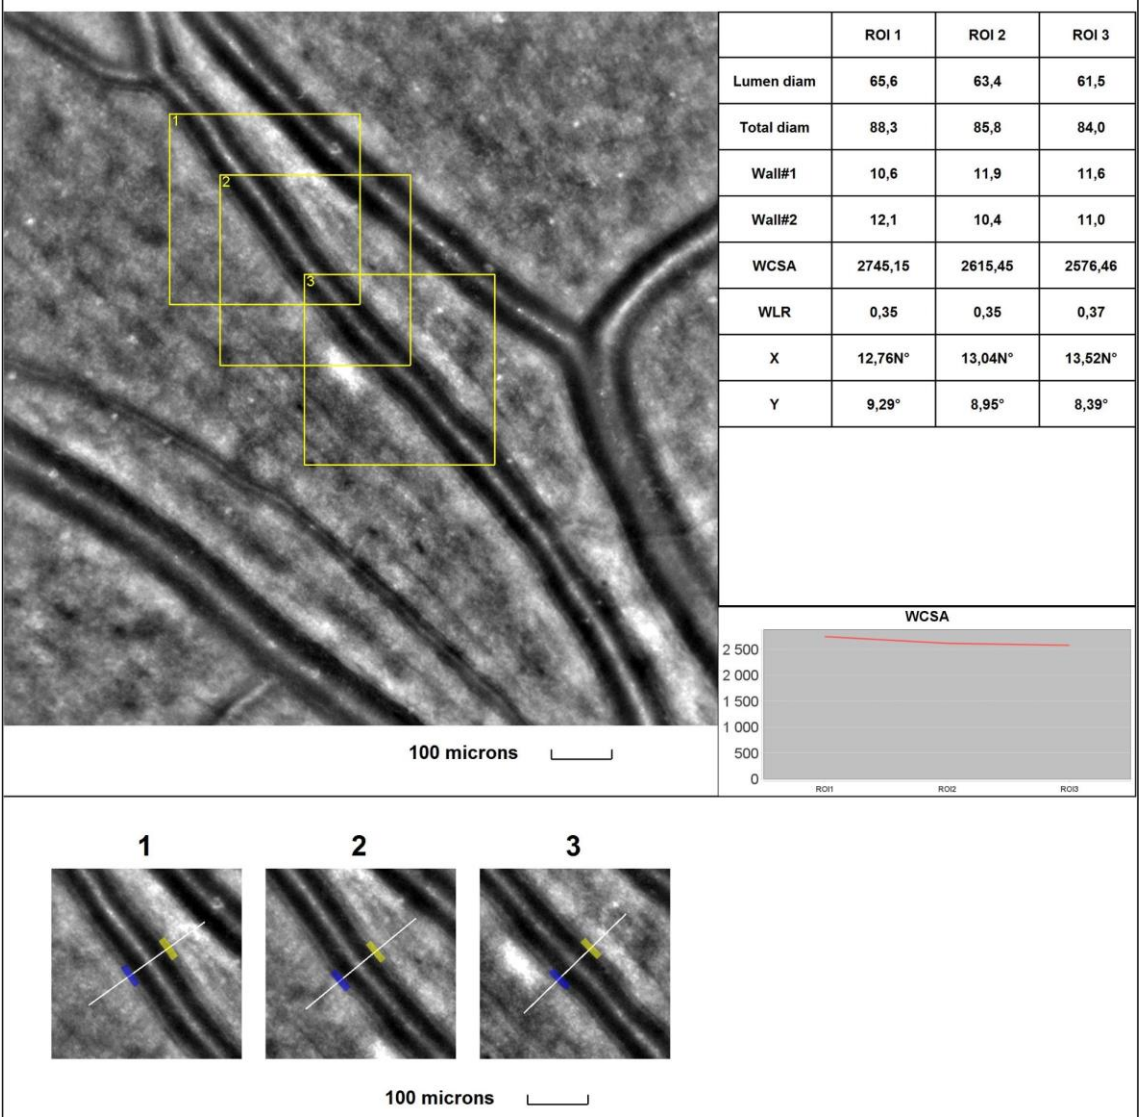 ROI 1 ROI 2 ROI 3
Lumen diam 65,6 63,4 61,5
Total diam 88,3 85,8 84,0
Wall#1 10,6 11,9 11,6
Wall#2 12,1 10,4 11,0
WCSA 2745,15 2615,45 2576,46
WLR 0,35 0,35 0,37
X 12,76N° 13,04N° 13,52N°
Y 9,29° 8,95° 8,39°
1
2
3
100 microns
WCSA
2 500
2 000
1 500
1 000
500
0
ROI1 ROI2 ROI3
1 2 3
100 microns